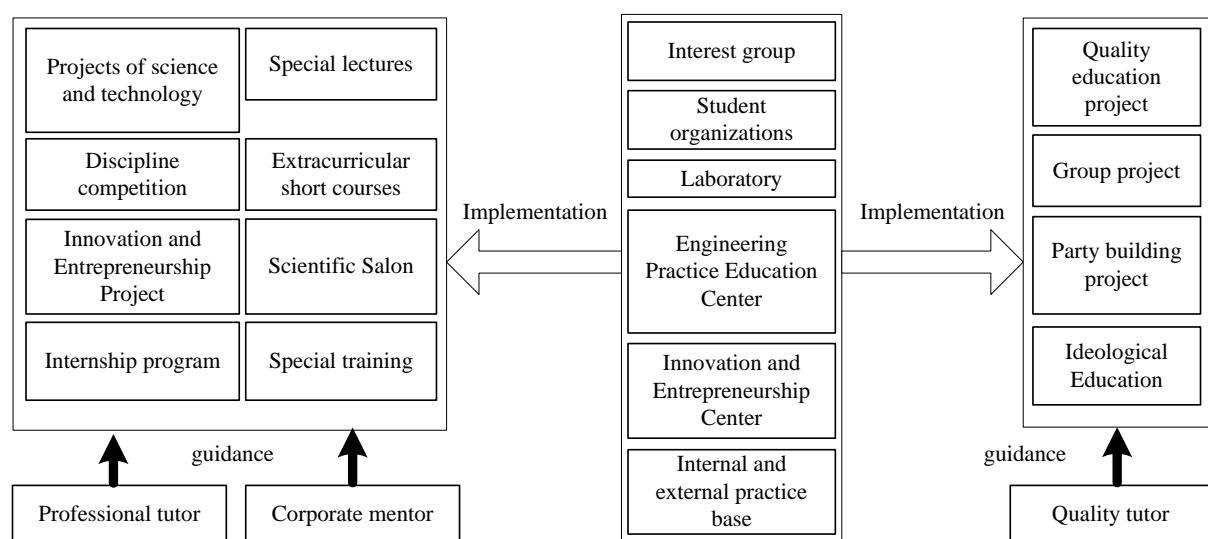 Projects of science
and technology
Special lectures
Discipline
competition
Extracurricular
short courses
Innovation and
Entrepreneurship
Project
Scientific Salon
Internship program
Special training
guidance
Professional tutor
Corporate mentor
Implementation
Interest group
Student
organizations
Laboratory
Engineering
Practice Education
Center
Innovation and
Entrepreneurship
Center
Internal and
external practice
base
Implementation
Quality
education
project
Group project
Party building
project
Ideological
Education
guidance
Quality tutor